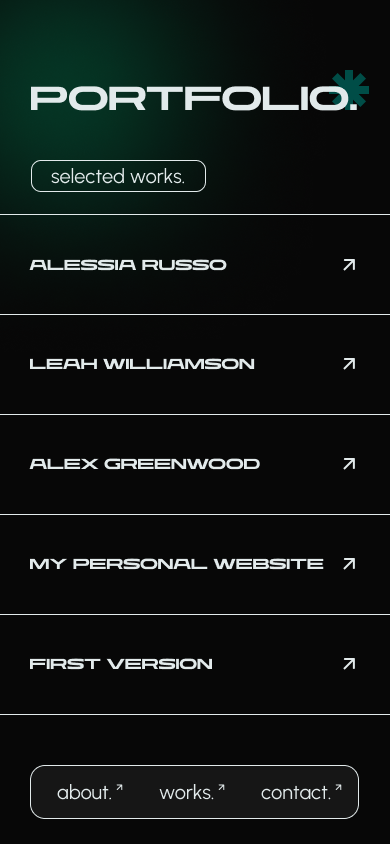 PORTFOLIO.
selected works.
ALESSIA RUSSO
LEAH WILLIAMSON
ALEX GREENWOOD
MY PERSONAL WEBSITE
FIRST VERSION
about. works. contact.